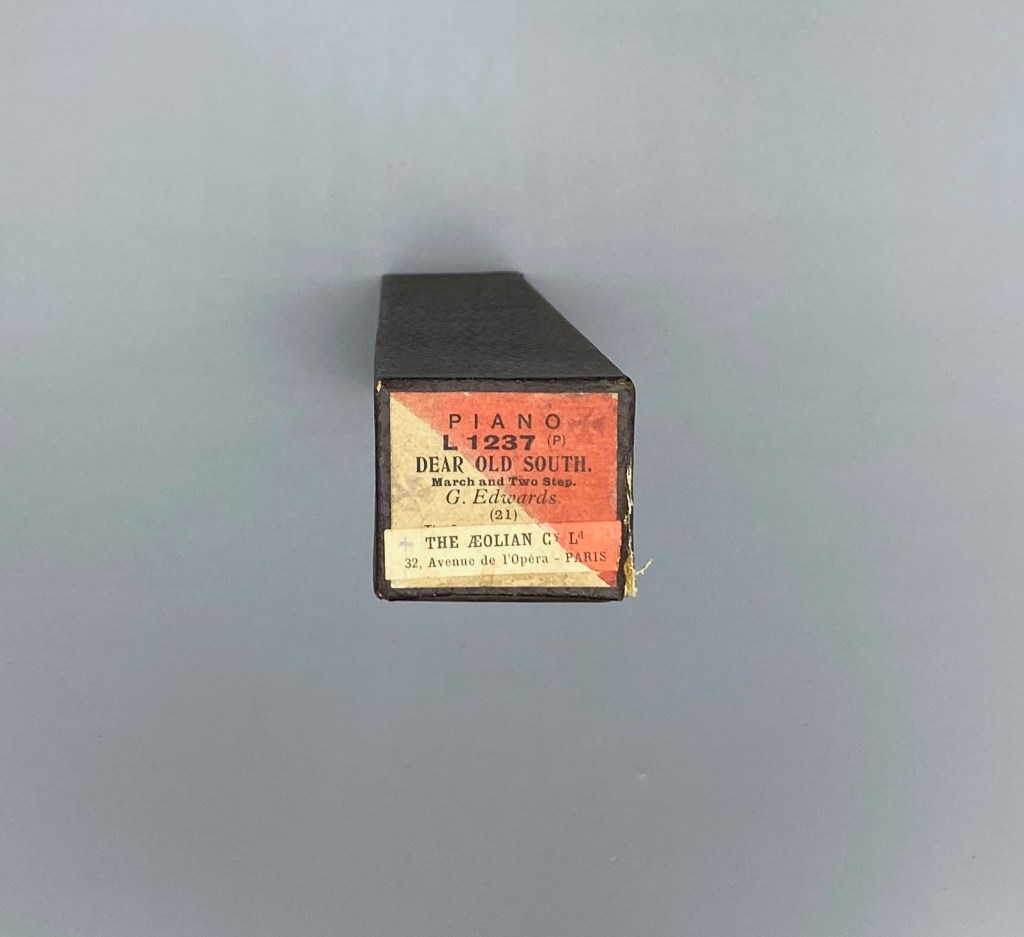 PIANO
L 1237 (P)
DEAR OLD SOUTH.
March and Two Step.
G. Edwards.
(21)
THE ÆOLIAN Cʸ Lᵈ
32, Avenue de l'Opéra - PARIS